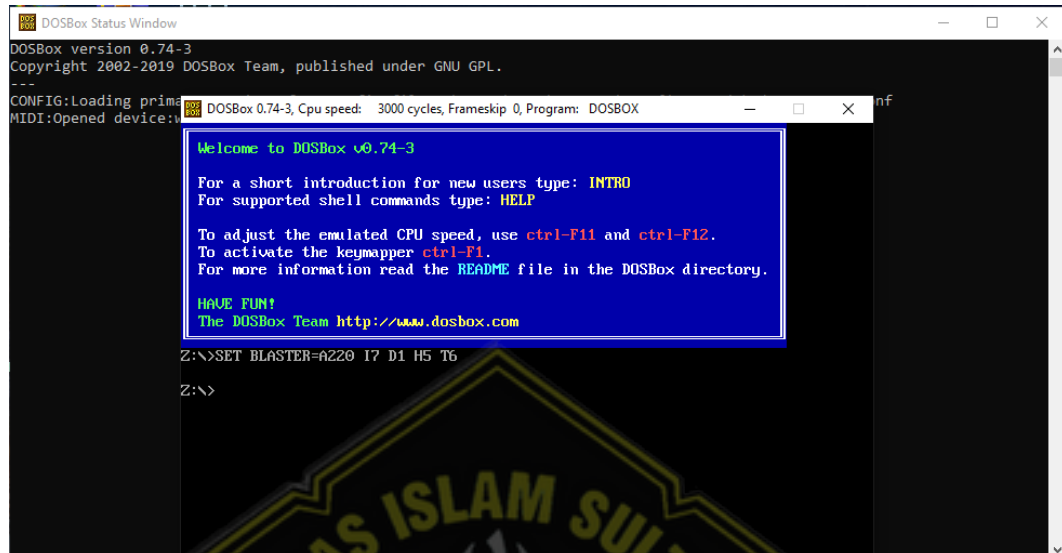 DOSBox Status Window
DOSBox version 0.74-3
Copyright 2002-2019 DOSBox Team, published under GNU GPL.
---
CONFIG:Loading prima
MIDI:Opened device:w
DOSBox 0.74-3, Cpu speed: 3000 cycles, Frameskip 0, Program: DOSBOX
Welcome to DOSBox v0.74-3
For a short introduction for new users type: INTRO
For supported shell commands type: HELP
To adjust the emulated CPU speed, use ctrl-F11 and ctrl-F12.
To activate the keymapper ctrl-F1.
For more information read the README file in the DOSBox directory.
HAVE FUN!
The DOSBox Team http://www.dosbox.com
Z:\>SET BLASTER=A220 I7 D1 H5 T6
Z:\>
ISLAM